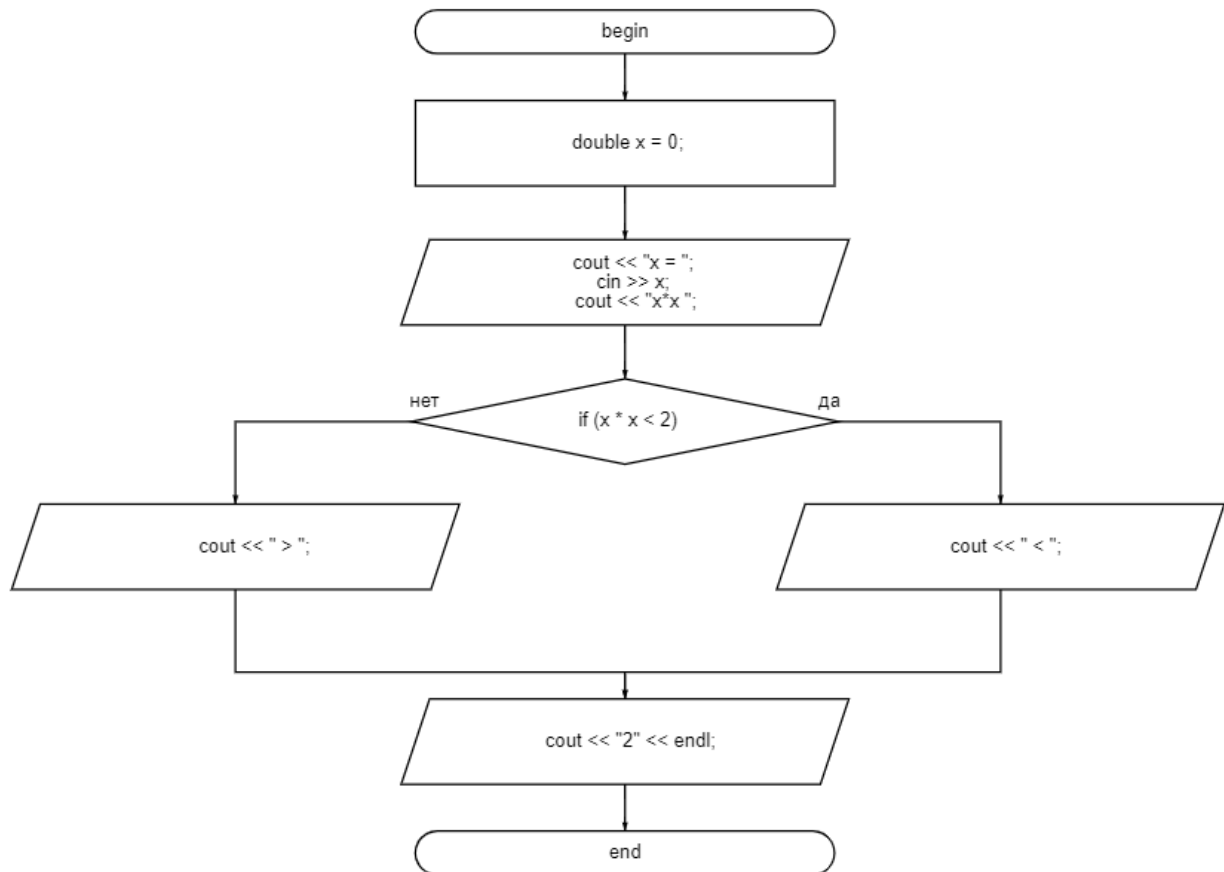 begin
double x = 0;
cout << "x = ";
cin >> x;
cout << "x*x ";
нет
да
if (x * x < 2)
cout << " > ";
cout << " < ";
cout << "2" << endl;
end